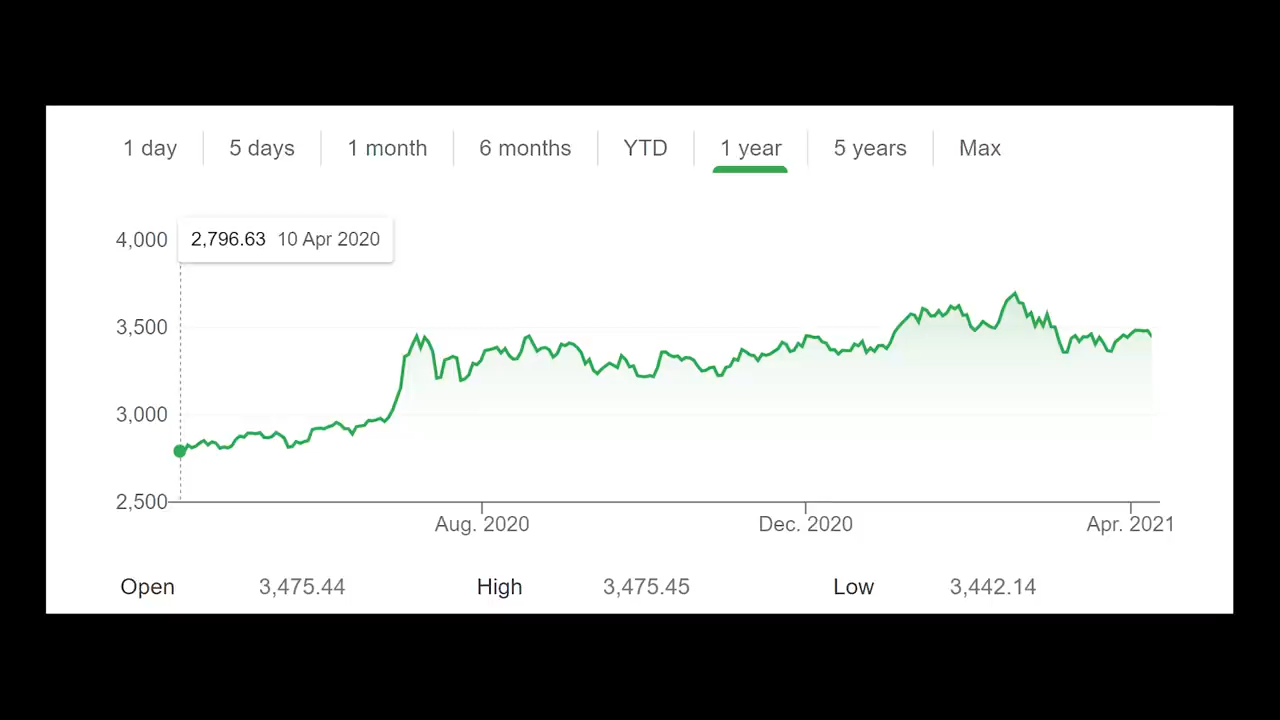 1 day 5 days 1 month 6 months YTD 1 year 5 years Max
4,000 2,796.63 10 Apr 2020
3,500
3,000
2,500
Aug. 2020 Dec. 2020 Apr. 2021
Open 3,475.44 High 3,475.45 Low 3,442.14